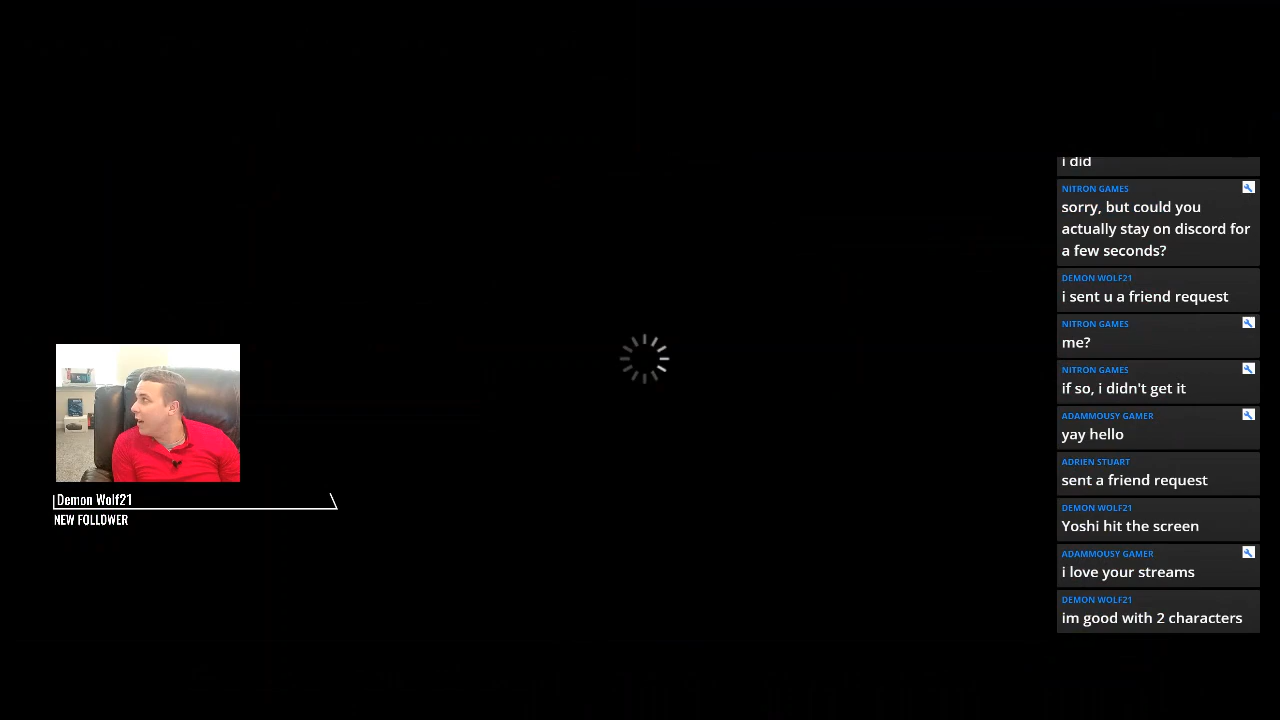 i did
NITRON GAMES
sorry, but could you
actually stay on discord for
a few seconds?
DEMON WOLF21
i sent u a friend request
NITRON GAMES
me?
NITRON GAMES
if so, i didn't get it
ADAMMOUSY GAMER
yay hello
ADRIEN STUART
sent a friend request
DEMON WOLF21
Yoshi hit the screen
ADAMMOUSY GAMER
i love your streams
DEMON WOLF21
im good with 2 characters
Demon Wolf21
NEW FOLLOWER